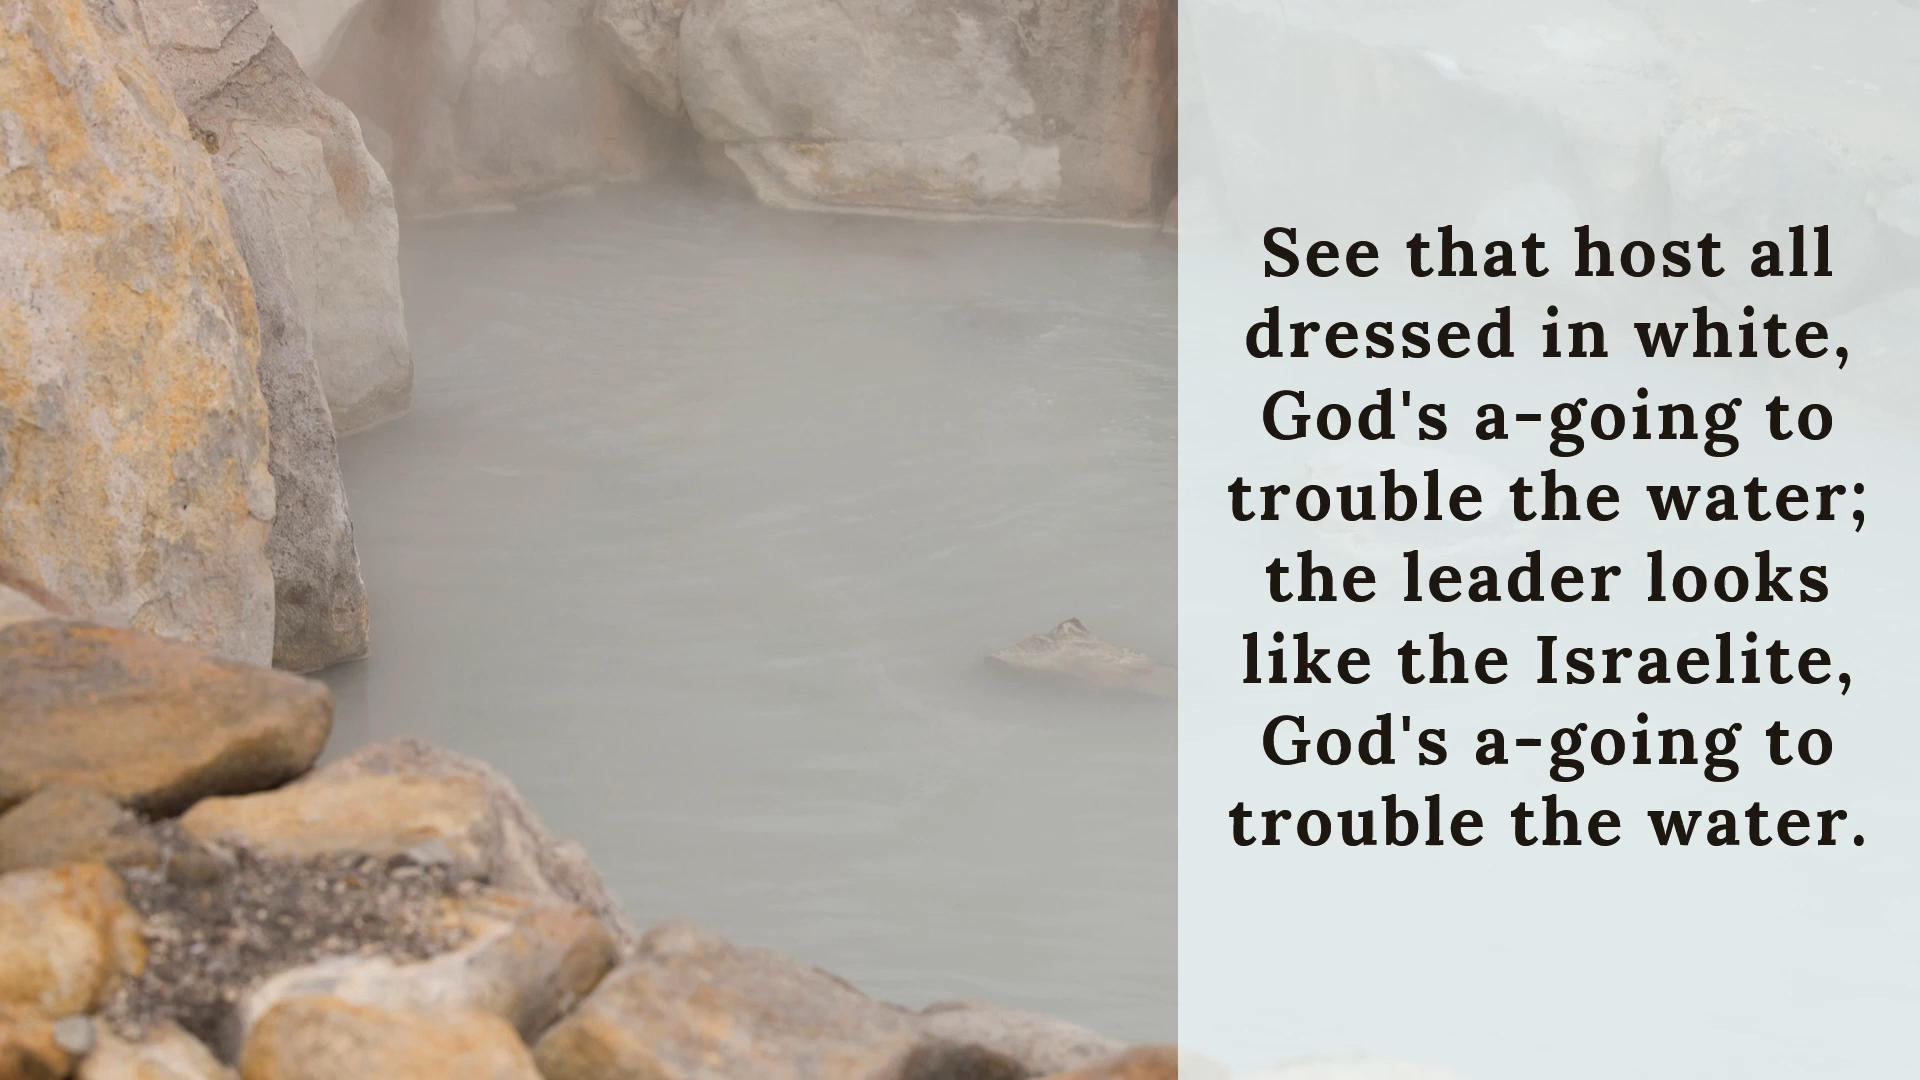 See that host all
dressed in white,
God's a-going to
trouble the water;
the leader looks
like the Israelite,
God's a-going to
trouble the water.